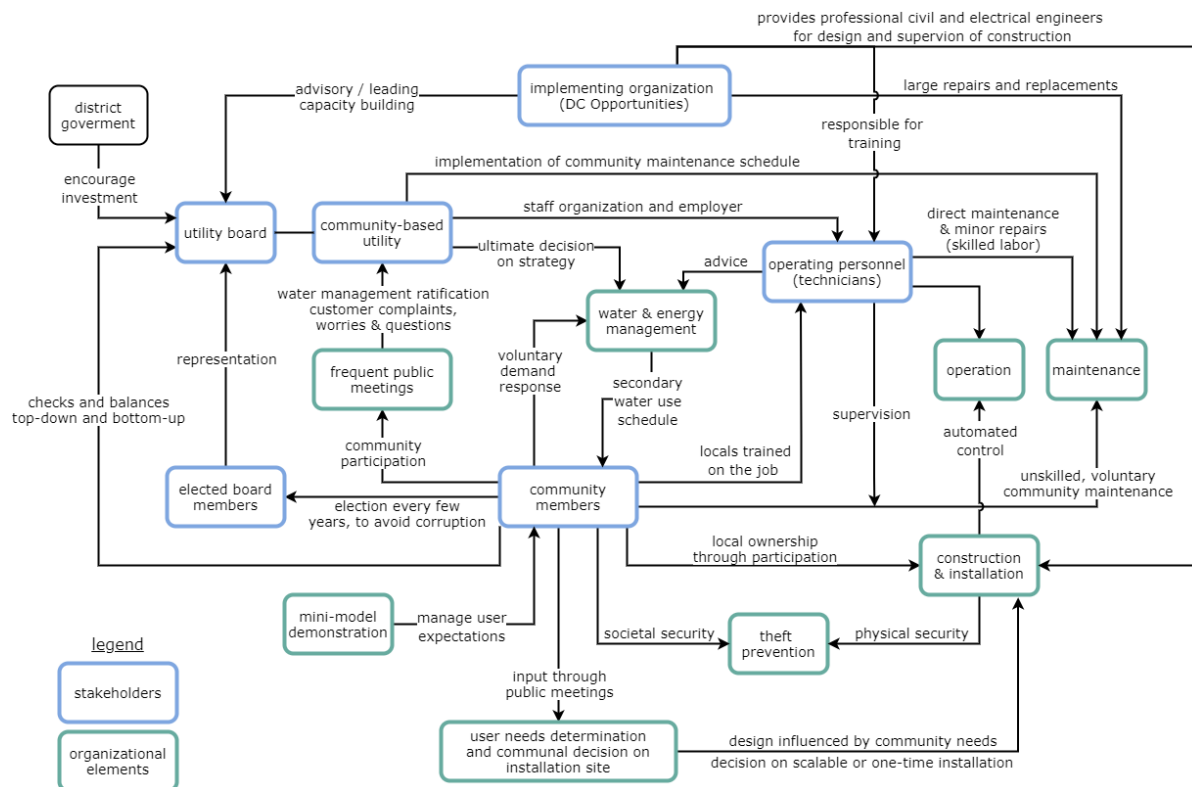 provides professional civil and electrical engineers
for design and supervion of construction
implementing organization
(DC Opportunities)
advisory / leading
capacity building
large repairs and replacements
district
goverment
responsible for
training
encourage
investment
implementation of community maintenance schedule
utility board
community-based
utility
staff organization and employer
ultimate decision
on strategy
direct maintenance
& minor repairs
(skilled labor)
advice
operating personnel
(technicians)
water management ratification
customer complaints,
worries & questions
water & energy
management
representation
frequent public
meetings
voluntary
demand
response
secondary
water use
schedule
operation
maintenance
checks and balances
top-down and bottom-up
supervision
community
participation
locals trained
on the job
automated
control
unskilled, voluntary
community maintenance
elected board
members
election every few
years, to avoid corruption
community
members
local ownership
through participation
construction
& installation
mini-model
demonstration
manage user
expectations
societal security
theft
prevention
physical security
legend
stakeholders
organizational
elements
input through
public meetings
user needs determination
and communal decision on
installation site
design influenced by community needs
decision on scalable or one-time installation